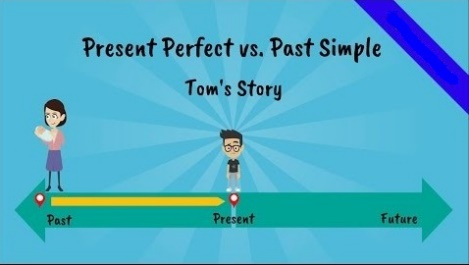 Present Perfect vs. Past Simple
Tom's Story
Past Present Future